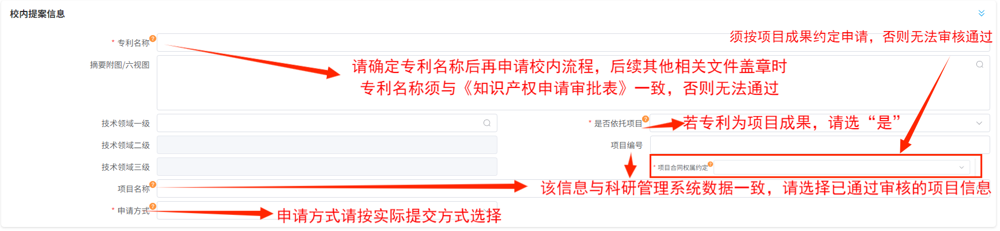 校内提案信息
须按项目成果约定申请，否则无法审核通过
* 专利名称
摘要附图/六视图
请确定专利名称后再申请校内流程，后续其他相关文件盖章时
专利名称须与《知识产权申请审批表》一致，否则无法通过
技术领域一级
* 是否依托项目
若专利为项目成果，请选“是”
技术领域二级
项目编号
技术领域三级
* 项目合同权属约定
项目名称
该信息与科研管理系统数据一致，请选择已通过审核的项目信息
* 申请方式
申请方式请按实际提交方式选择